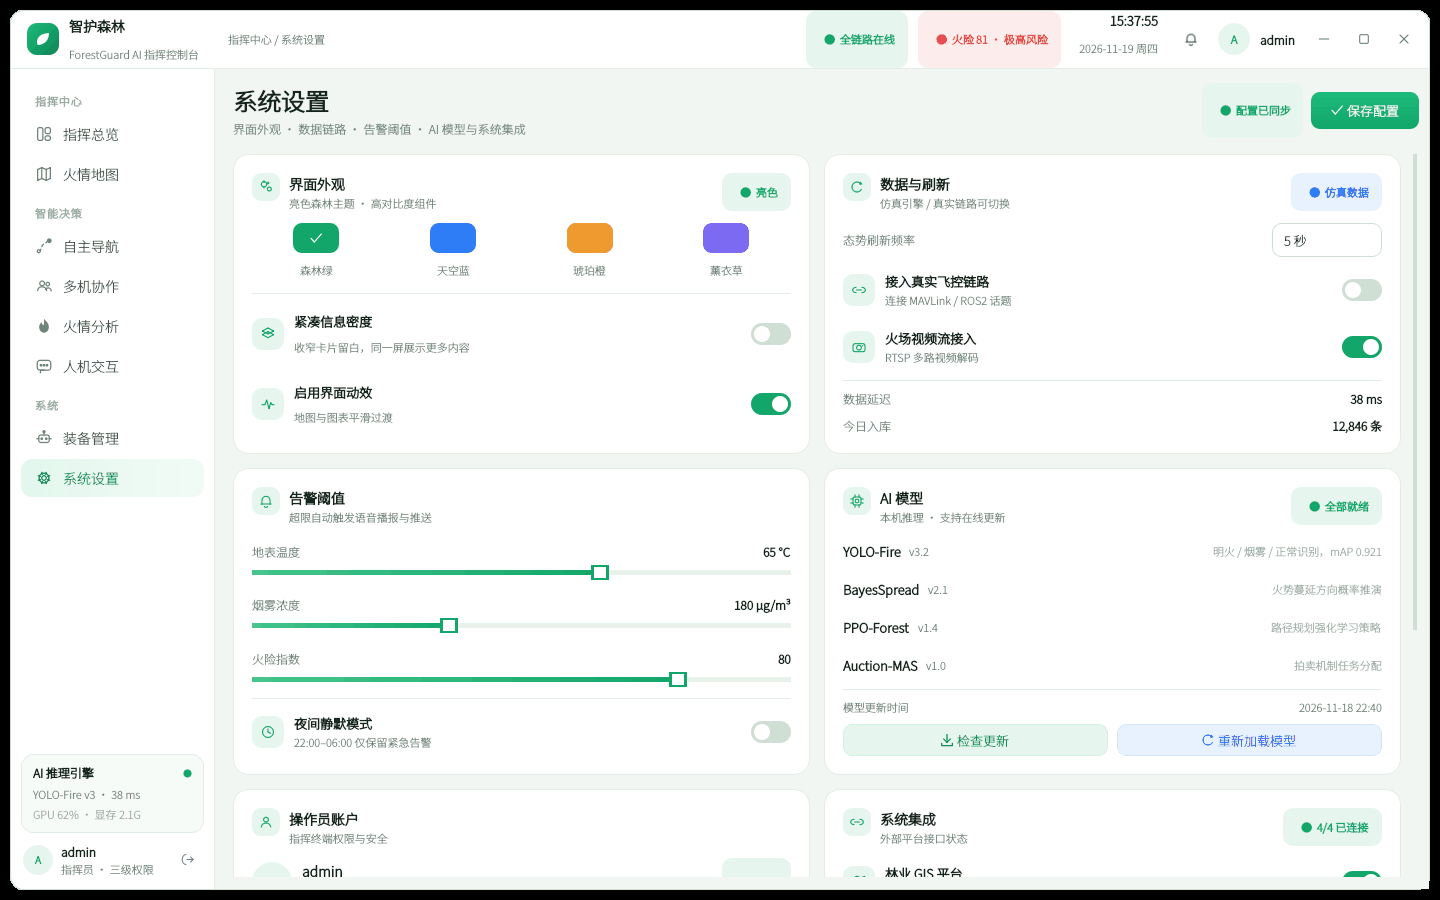 智护森林
ForestGuard AI 指挥控制台
指挥中心 / 系统设置
全链路在线
火险 81 · 极高风险
15:37:55
2026-11-19 周四
A
admin
指挥中心
指挥总览
火情地图
智能决策
自主导航
多机协作
火情分析
人机交互
系统
装备管理
系统设置
AI 推理引擎
YOLO-Fire v3 · 38 ms
GPU 62% · 显存 2.1G
A
admin
指挥员 · 三级权限
系统设置
界面外观 · 数据链路 · 告警阈值 · AI 模型与系统集成
配置已同步
保存配置
界面外观
亮色森林主题 · 高对比度组件
亮色
森林绿
天空蓝
琥珀橙
薰衣草
紧凑信息密度
收窄卡片留白，同一屏展示更多内容
启用界面动效
地图与图表平滑过渡
数据与刷新
仿真引擎 / 真实链路可切换
仿真数据
态势刷新频率
5 秒
接入真实飞控链路
连接 MAVLink / ROS2 话题
火场视频流接入
RTSP 多路视频解码
数据延迟
38 ms
今日入库
12,846 条
告警阈值
超限自动触发语音播报与推送
地表温度
65 °C
烟雾浓度
180 µg/m³
火险指数
80
夜间静默模式
22:00–06:00 仅保留紧急告警
AI 模型
本机推理 · 支持在线更新
全部就绪
YOLO-Fire v3.2
明火 / 烟雾 / 正常识别，mAP 0.921
BayesSpread v2.1
火势蔓延方向概率推演
PPO-Forest v1.4
路径规划强化学习策略
Auction-MAS v1.0
拍卖机制任务分配
模型更新时间
2026-11-18 22:40
检查更新
重新加载模型
操作员账户
指挥终端权限与安全
admin
系统集成
外部平台接口状态
4/4 已连接
林业 GIS 平台